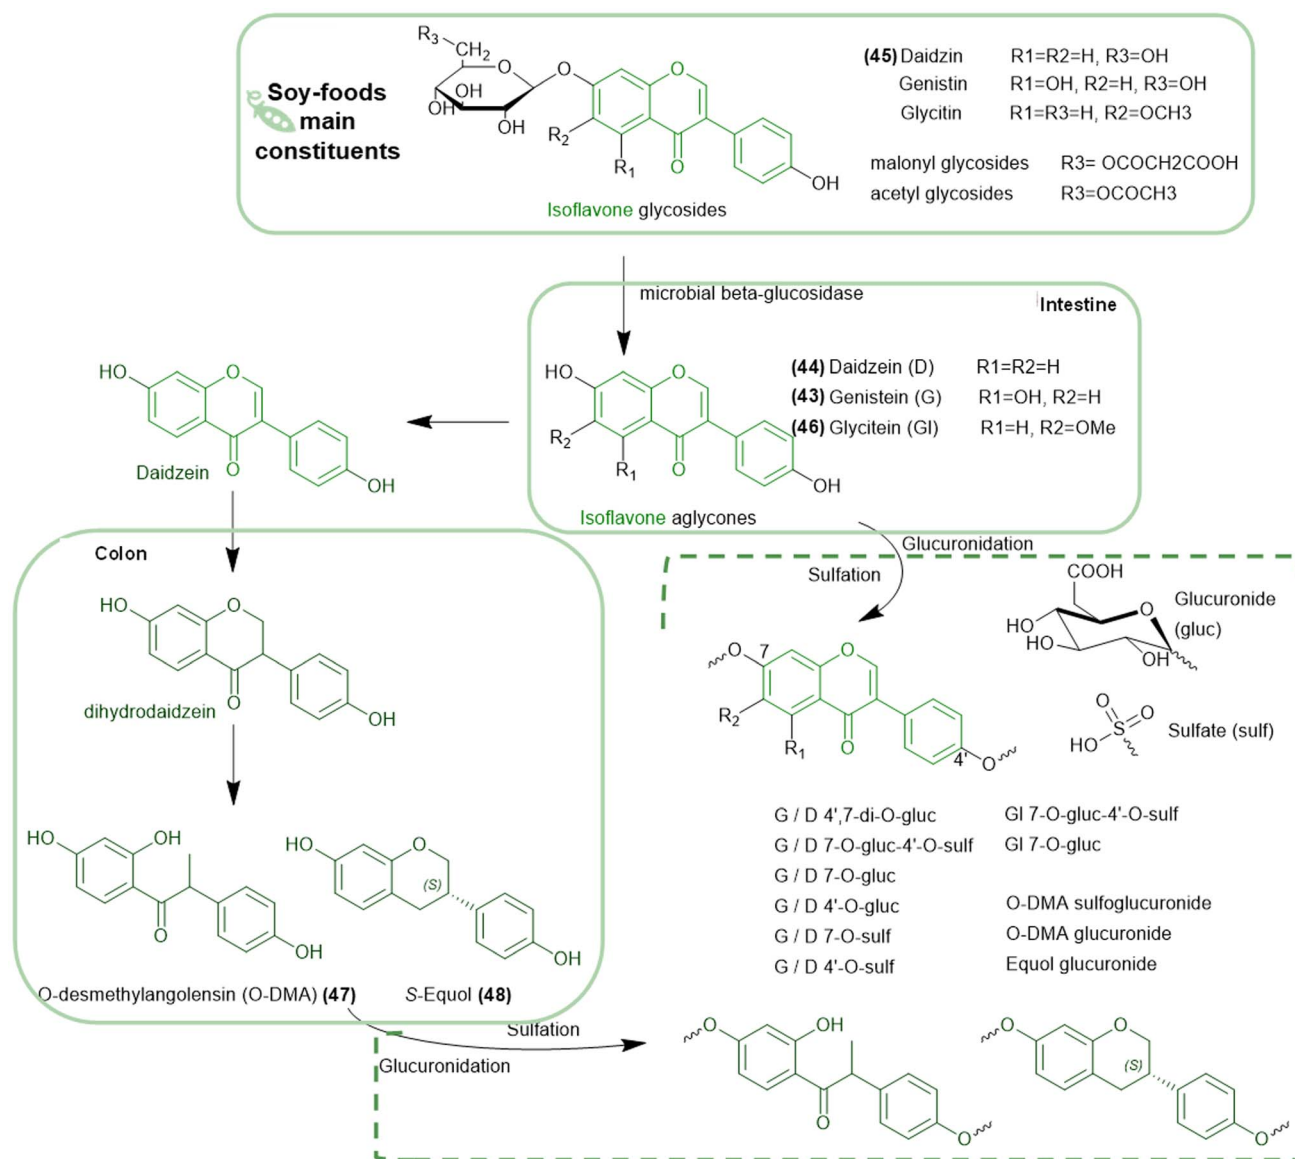 Soy-foods
main
constituents
R3
CH2
O
O
O
OH
OH
OH
R2
R1
O
OH
Isoflavone glycosides
(45) Daidzin R1=R2=H, R3=OH
Genistin R1=OH, R2=H, R3=OH
Glycitin R1=R3=H, R2=OCH3
malonyl glycosides R3= OCOCH2COOH
acetyl glycosides R3=OCOCH3
microbial beta-glucosidase
Intestine
HO
O
R2
R1
O
OH
(44) Daidzein (D) R1=R2=H
(43) Genistein (G) R1=OH, R2=H
(46) Glycitein (Gl) R1=H, R2=OMe
Isoflavone aglycones
HO
O
O
OH
Daidzein
Colon
HO
O
O
OH
dihydrodaidzein
HO
OH
O
OH
HO
O
(S)
OH
O-desmethylangolensin (O-DMA) (47)
S-Equol (48)
Glucuronidation
Sulfation
COOH
O
HO
HO
OH
Glucuronide
(gluc)
O
7
O
R2
R1
O
4'
O
O
O
S
HO
Sulfate (sulf)
G / D 4',7-di-O-gluc
G / D 7-O-gluc-4'-O-sulf
G / D 7-O-gluc
G / D 4'-O-gluc
G / D 7-O-sulf
G / D 4'-O-sulf
Gl 7-O-gluc-4'-O-sulf
Gl 7-O-gluc
O-DMA sulfoglucuronide
O-DMA glucuronide
Equol glucuronide
Sulfation
Glucuronidation
O
OH
O
O
O
O
(S)
O